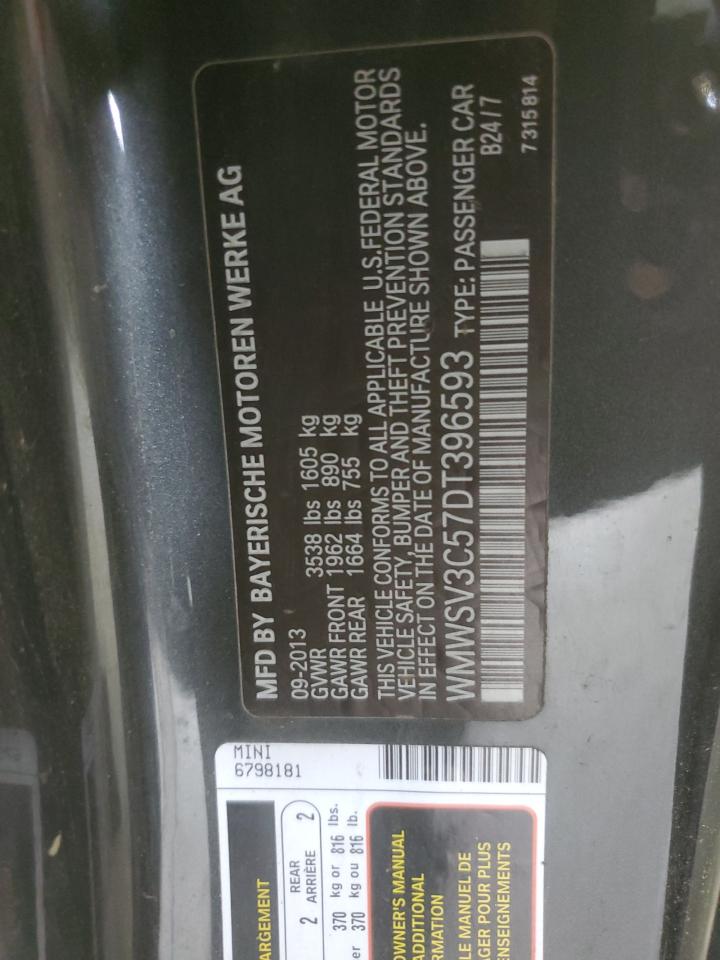 MFD BY BAYERISCHE MOTOREN WERKE AG
09-2013
GVWR 3538 lbs 1605 kg
GAWR FRONT 1962 lbs 890 kg
GAWR REAR 1664 lbs 755 kg
THIS VEHICLE CONFORMS TO ALL APPLICABLE U.S.FEDERAL MOTOR
VEHICLE SAFETY, BUMPER AND THEFT PREVENTION STANDARDS
IN EFFECT ON THE DATE OF MANUFACTURE SHOWN ABOVE.
WMWSV3C57DT396593 TYPE: PASSENGER CAR
B24/7
7 315 814
MINI
6798181
ARGEMENT
2 REAR 2
ARRIÈRE
370 kg or 816 lbs.
er 370 kg ou 816 lb.
OWNER'S MANUAL
ADDITIONAL
RMATION
LE MANUEL DE
AGER POUR PLUS
ENSEIGNEMENTS